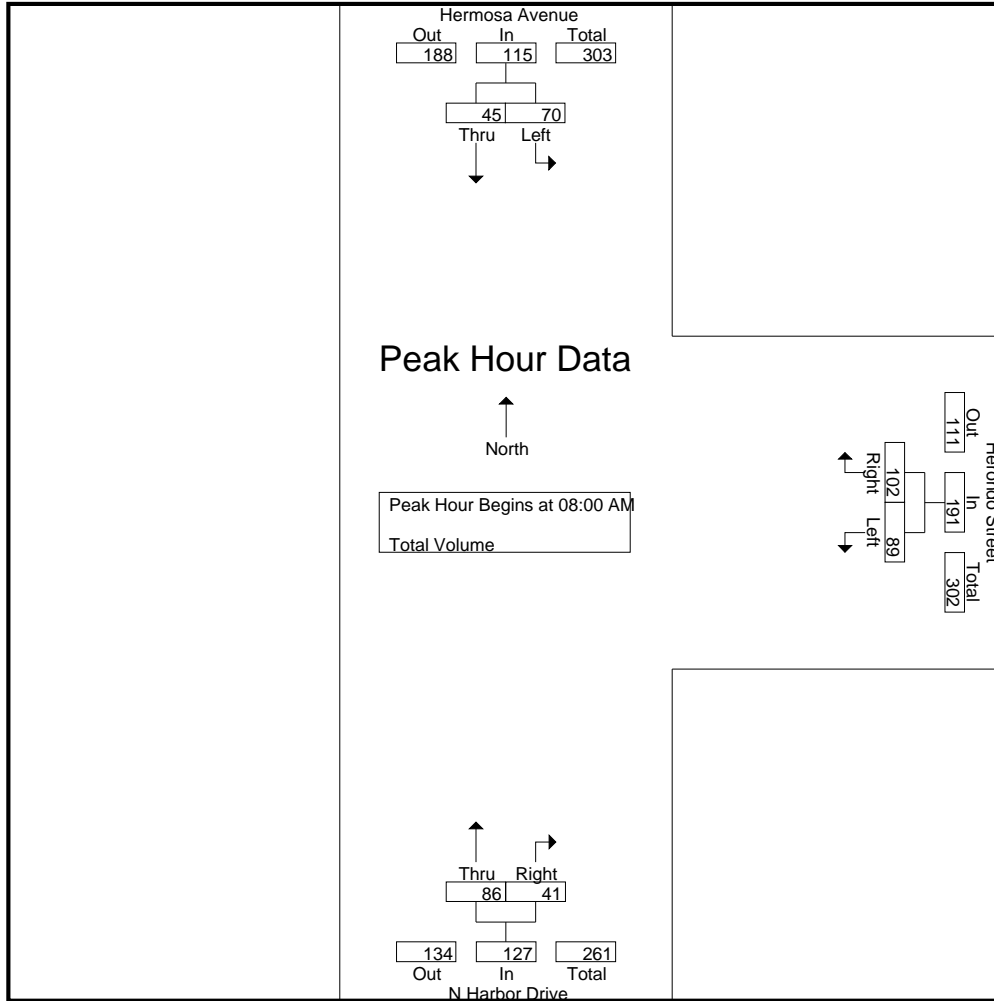 Hermosa Avenue
Out In Total
188 115 303
45 70
Thru Left
Peak Hour Data
North
Peak Hour Begins at 08:00 AM
Total Volume
Out In Total
111 191 302
Right Left
102 89
Street
Thru Right
86 41
134 127 261
Out In Total
N Harbor Drive